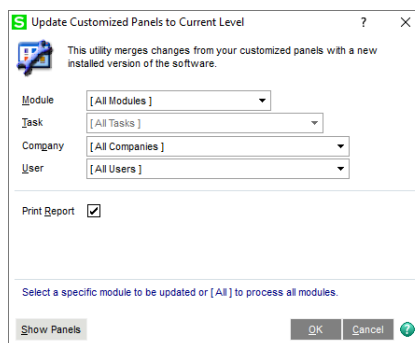 S Update Customized Panels to Current Level ?
This utility merges changes from your customized panels with a new
installed version of the software.
Module [ All Modules ]
Task [ All Tasks ]
Company [ All Companies ]
User [ All Users ]
Print Report
Select a specific module to be updated or [ All ] to process all modules.
Show Panels OK Cancel ?